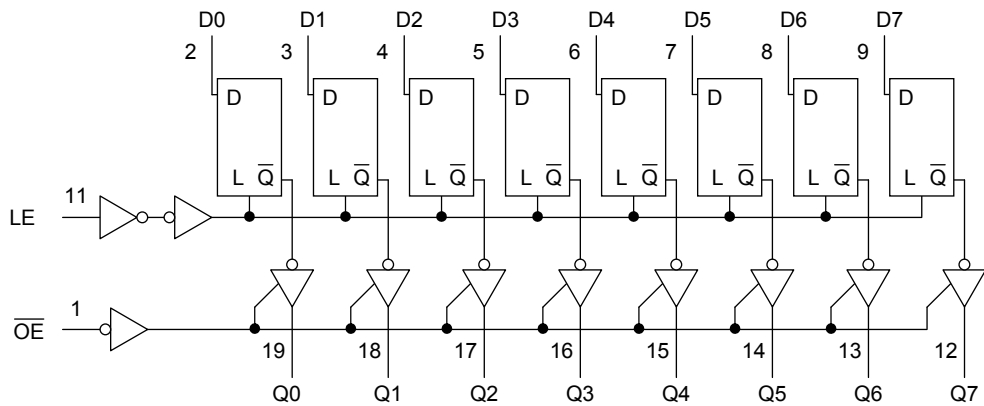 D0 D1 D2 D3 D4 D5 D6 D7
2 3 4 5 6 7 8 9
D D D D D D D D
L Q̅ L Q̅ L Q̅ L Q̅ L Q̅ L Q̅ L Q̅ L Q̅
11
LE
1
O̅E̅
19 18 17 16 15 14 13 12
Q0 Q1 Q2 Q3 Q4 Q5 Q6 Q7